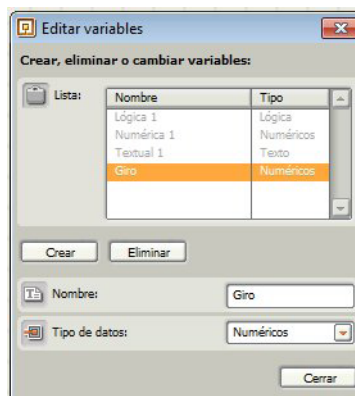 Editar variables
Crear, eliminar o cambiar variables:
Lista:
Nombre Tipo
Lógica 1 Lógica
Numérica 1 Numéricos
Textual 1 Texto
Giro Numéricos
Crear Eliminar
Nombre: Giro
Tipo de datos: Numéricos
Cerrar